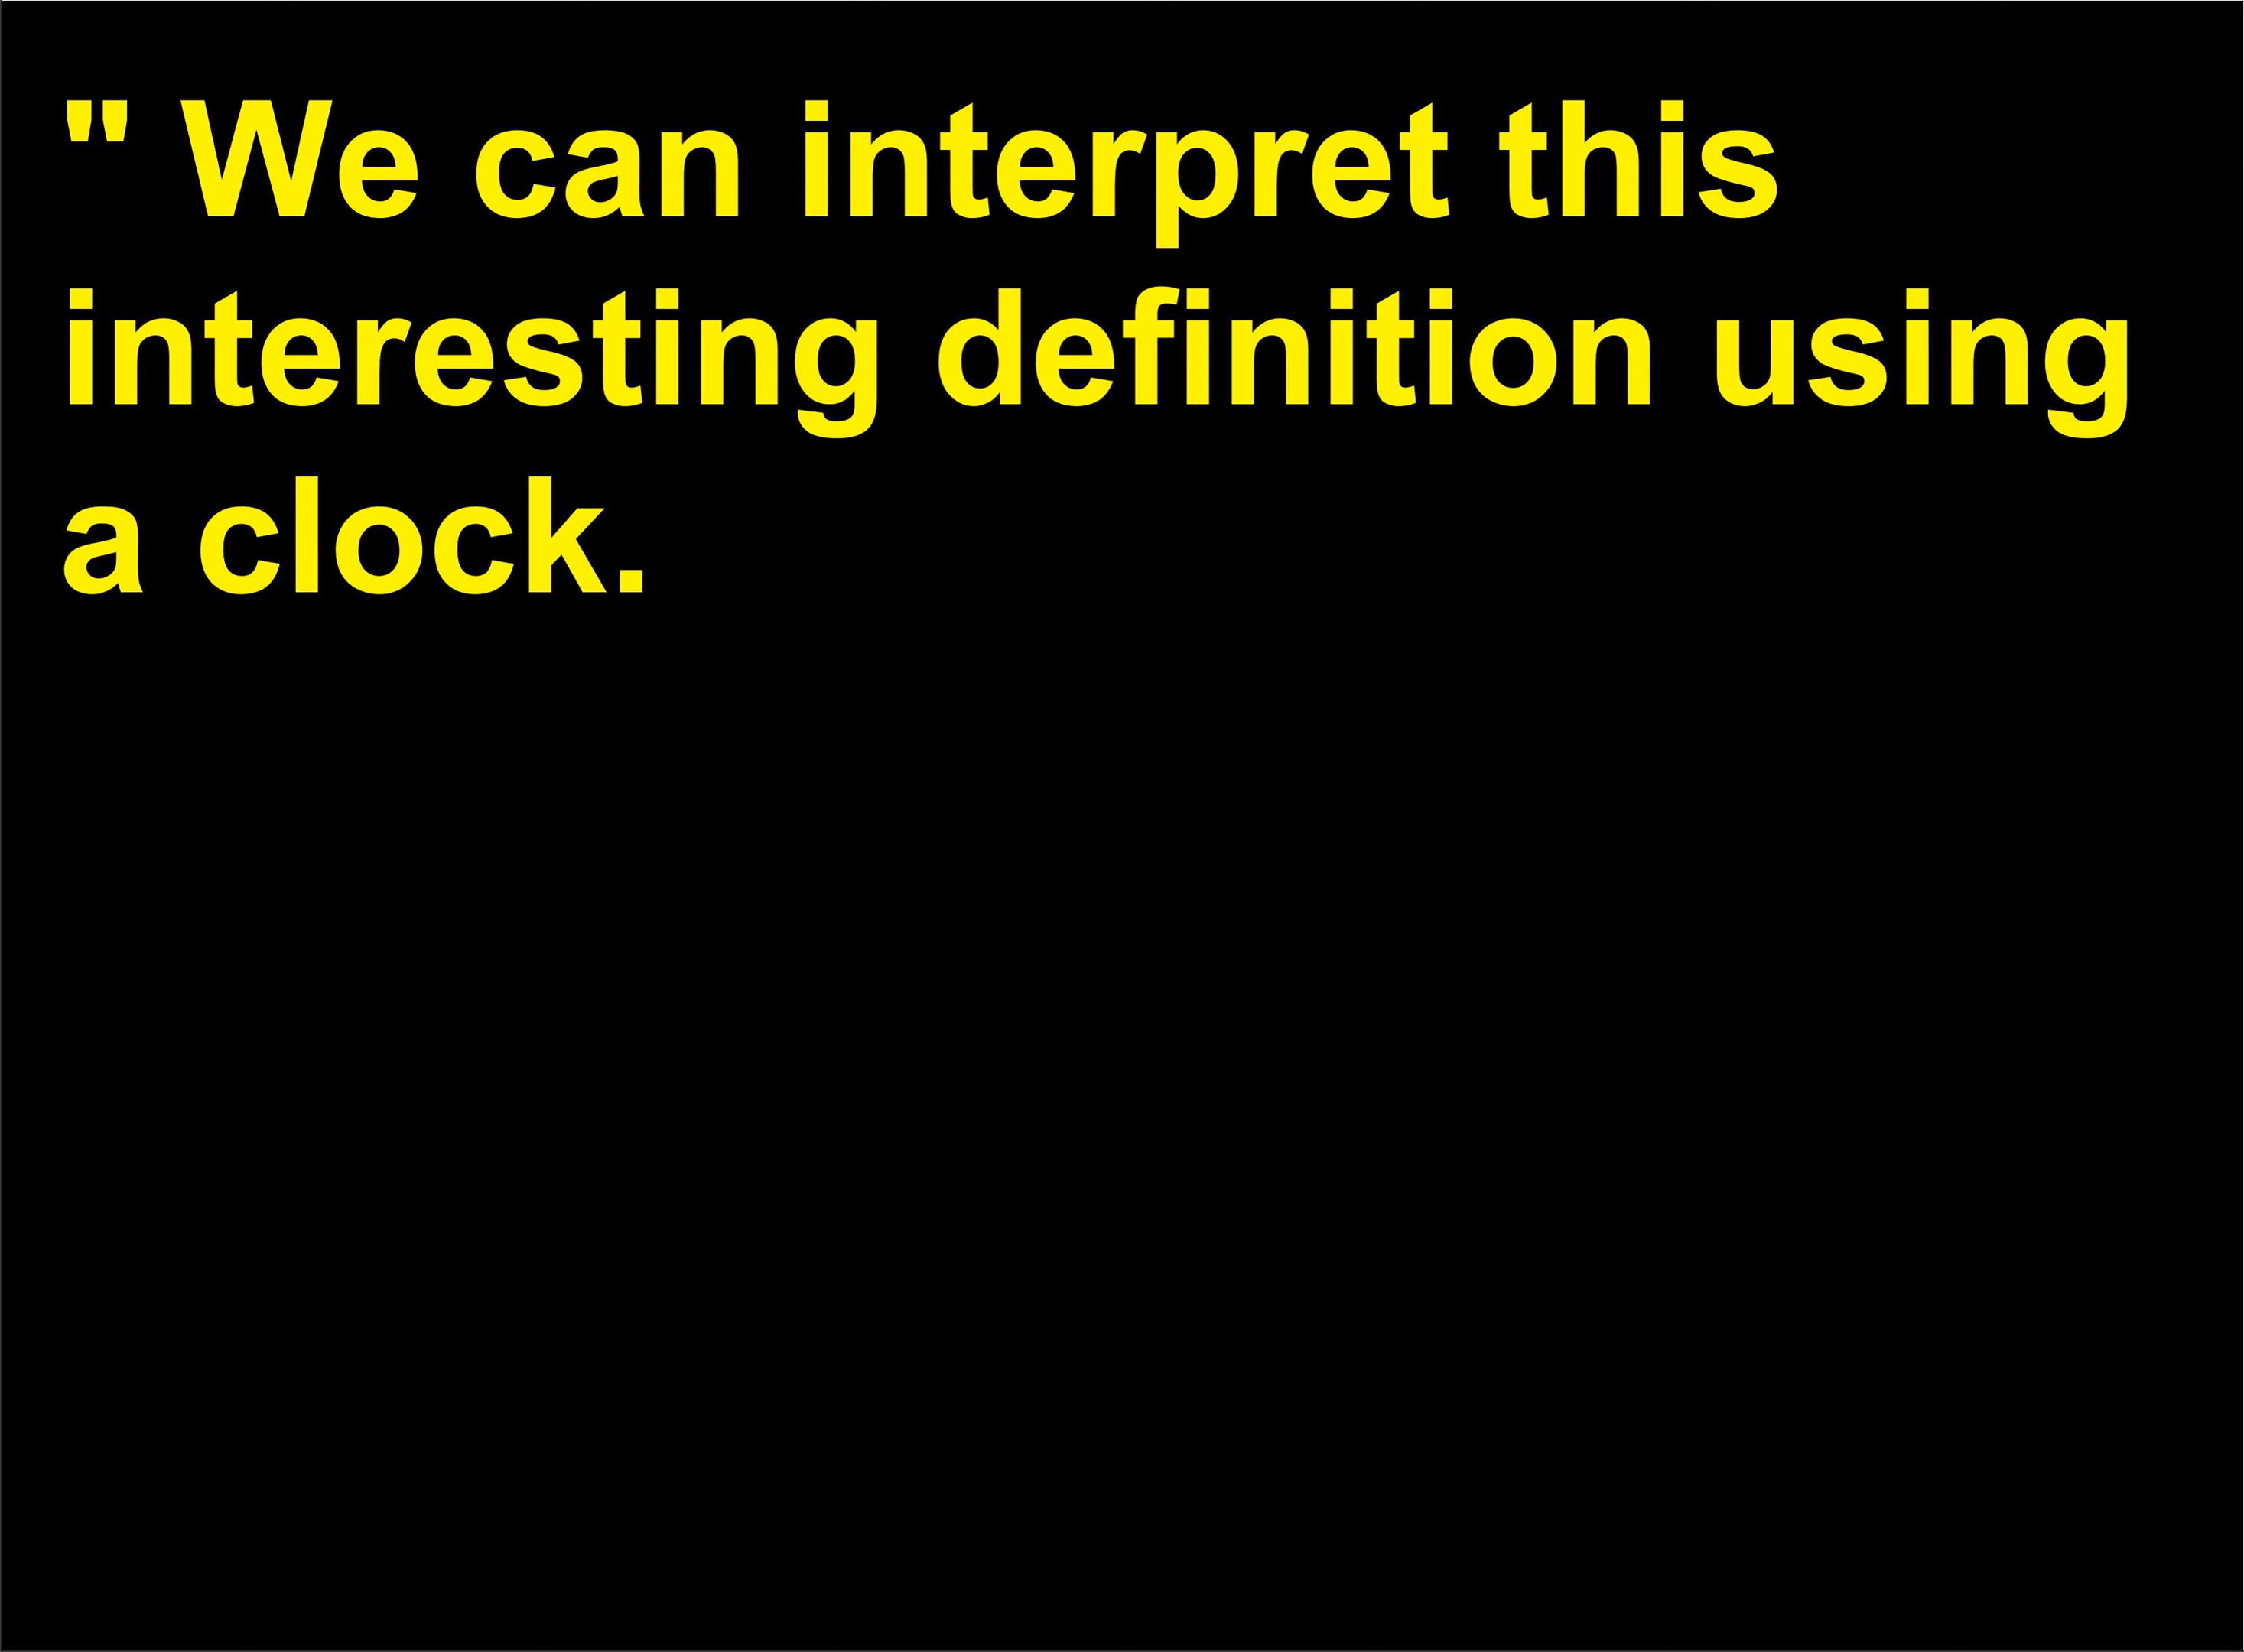 " We can interpret this
interesting definition using
a clock.